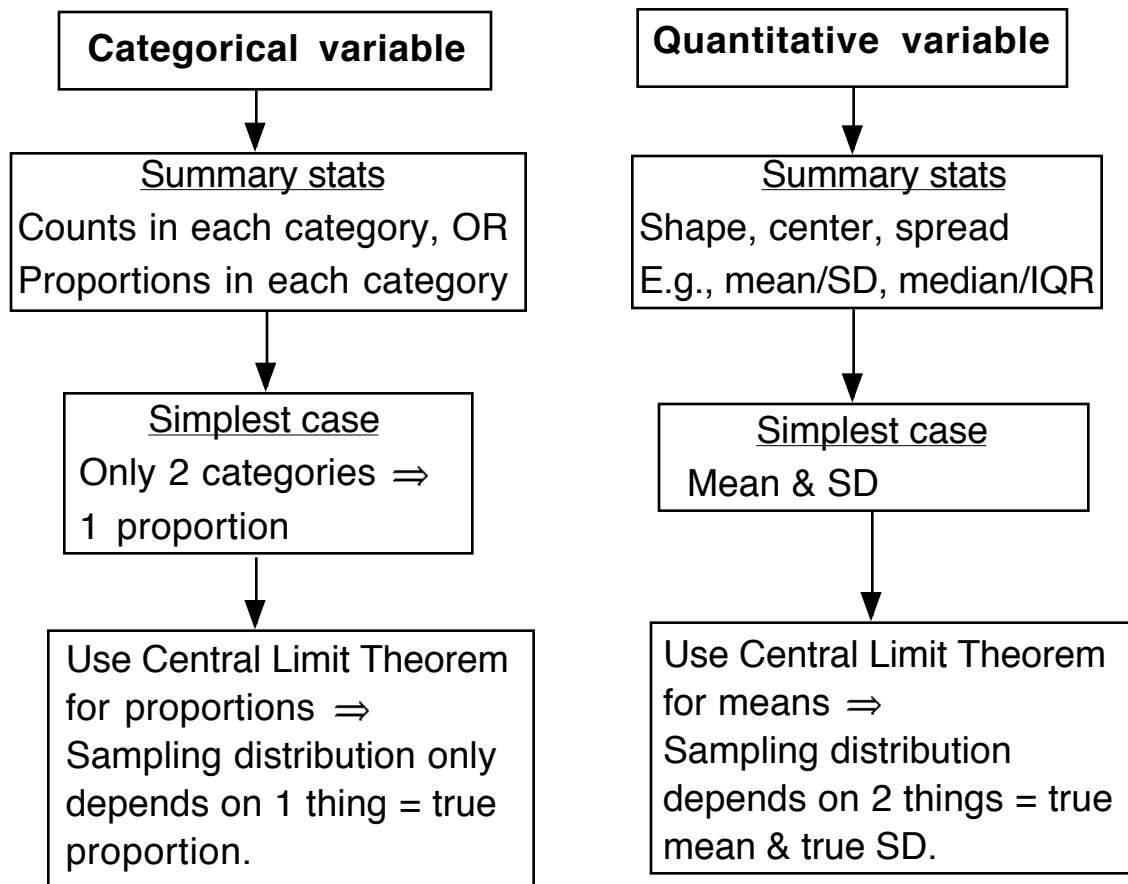 Categorical variable
Summary stats
Counts in each category, OR
Proportions in each category
Simplest case
Only 2 categories ⇒
1 proportion
Use Central Limit Theorem
for proportions ⇒
Sampling distribution only
depends on 1 thing = true
proportion.
Quantitative variable
Summary stats
Shape, center, spread
E.g., mean/SD, median/IQR
Simplest case
Mean & SD
Use Central Limit Theorem
for means ⇒
Sampling distribution
depends on 2 things = true
mean & true SD.